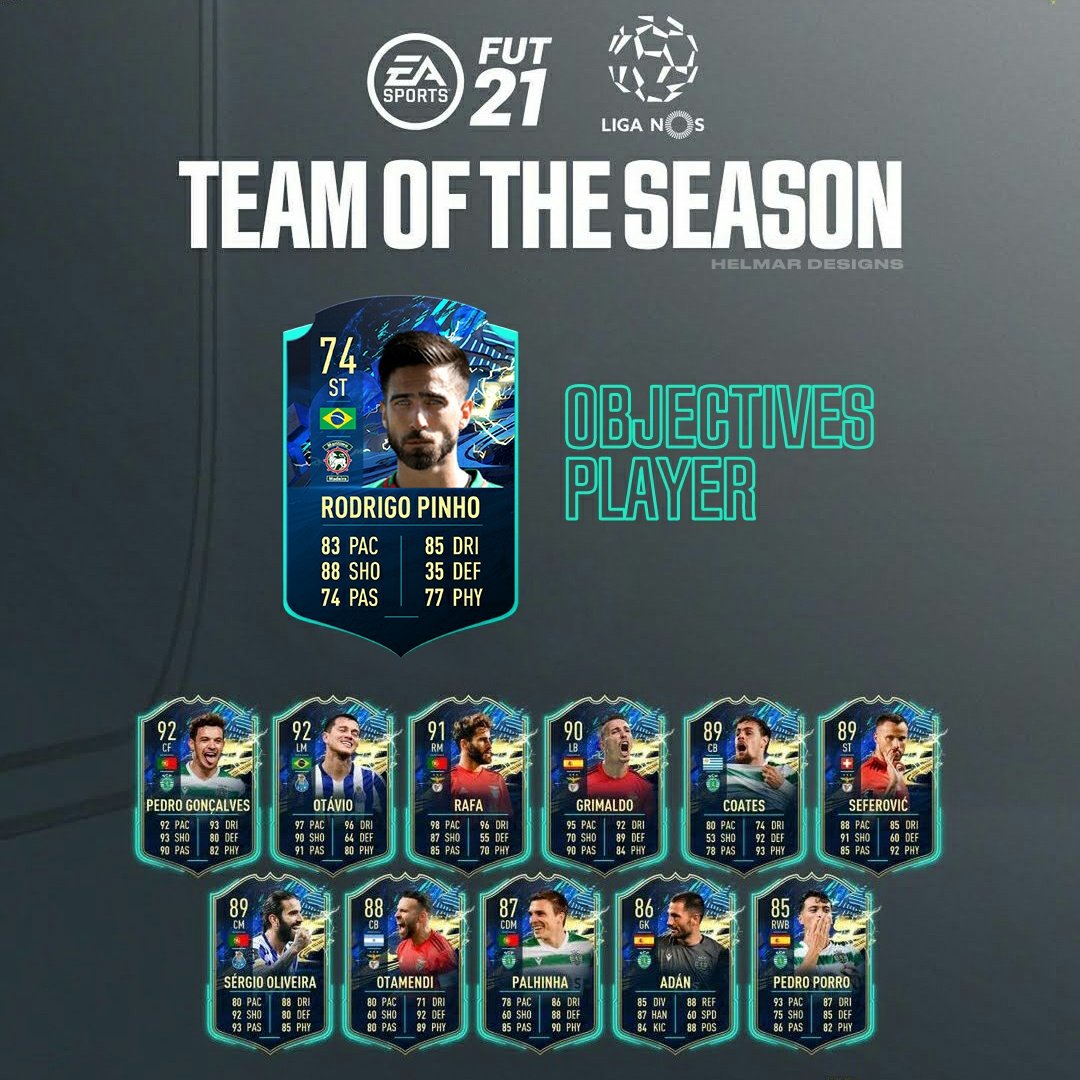 EA
SPORTS
FUT
21
LIGA NOS
TEAM OF THE SEASON
HELMAR DESIGNS
74
ST
Maritimo
Madeira
RODRIGO PINHO
83 PAC 85 DRI
88 SHO 35 DEF
74 PAS 77 PHY
OBJECTIVES
PLAYER
92
CF
PEDRO GONÇALVES
92 PAC 93 DRI
93 SHO 80 DEF
90 PAS 82 PHY
92
LM
OTÁVIO
97 PAC 96 DRI
90 SHO 64 DEF
91 PAS 80 PHY
91
RM
RAFA
98 PAC 96 DRI
87 SHO 55 DEF
85 PAS 70 PHY
90
LB
GRIMALDO
95 PAC 92 DRI
70 SHO 89 DEF
90 PAS 84 PHY
89
CB
COATES
80 PAC 74 DRI
53 SHO 92 DEF
78 PAS 93 PHY
89
ST
SEFEROVIĆ
88 PAC 85 DRI
91 SHO 60 DEF
85 PAS 92 PHY
89
CM
SÉRGIO OLIVEIRA
80 PAC 88 DRI
92 SHO 80 DEF
93 PAS 85 PHY
88
CB
OTAMENDI
80 PAC 71 DRI
60 SHO 92 DEF
80 PAS 89 PHY
87
CDM
PALHINHA
78 PAC 86 DRI
60 SHO 88 DEF
85 PAS 90 PHY
86
GK
ADÁN
85 DIV 88 REF
87 HAN 60 SPD
84 KIC 88 POS
85
RWB
PEDRO PORRO
93 PAC 87 DRI
75 SHO 85 DEF
86 PAS 82 PHY